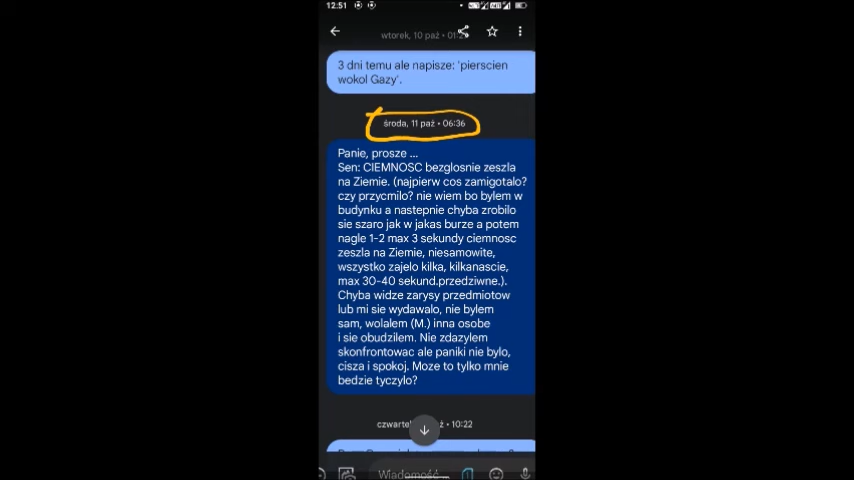 12:51
wtorek, 10 paź • 01:2
3 dni temu ale napisze: 'pierscien
wokol Gazy'.
środa, 11 paź • 06:36
Panie, prosze ...
Sen: CIEMNOSC bezglosnie zeszla
na Ziemie. (najpierw cos zamigotalo?
czy przycmilo? nie wiem bo bylem w
budynku a nastepnie chyba zrobilo
sie szaro jak w jakas burze a potem
nagle 1-2 max 3 sekundy ciemnosc
zeszla na Ziemie, niesamowite,
wszystko zajelo kilka, kilkanascie,
max 30-40 sekund.przedziwne.).
Chyba widze zarysy przedmiotow
lub mi sie wydawalo, nie bylem
sam, wolalem (M.) inna osobe
i sie obudzilem. Nie zdazylem
skonfrontowac ale paniki nie bylo,
cisza i spokoj. Moze to tylko mnie
bedzie tyczylo?
• 10:22
Wiadomość